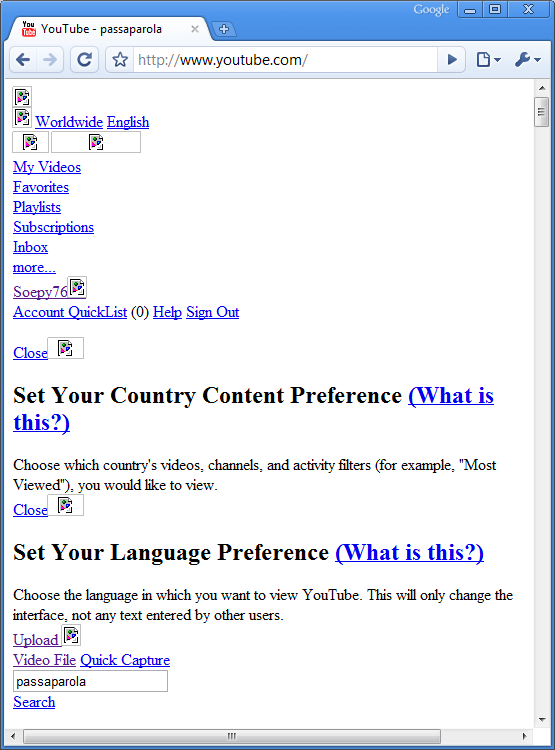 Google
You Tube YouTube - passaparola
http://www.youtube.com/
Worldwide English
My Videos
Favorites
Playlists
Subscriptions
Inbox
more...
Soepy76
Account QuickList (0) Help Sign Out
Close
Set Your Country Content Preference (What is
this?)
Choose which country's videos, channels, and activity filters (for example, "Most
Viewed"), you would like to view.
Close
Set Your Language Preference (What is this?)
Choose the language in which you want to view YouTube. This will only change the
interface, not any text entered by other users.
Upload
Video File Quick Capture
passaparola
Search